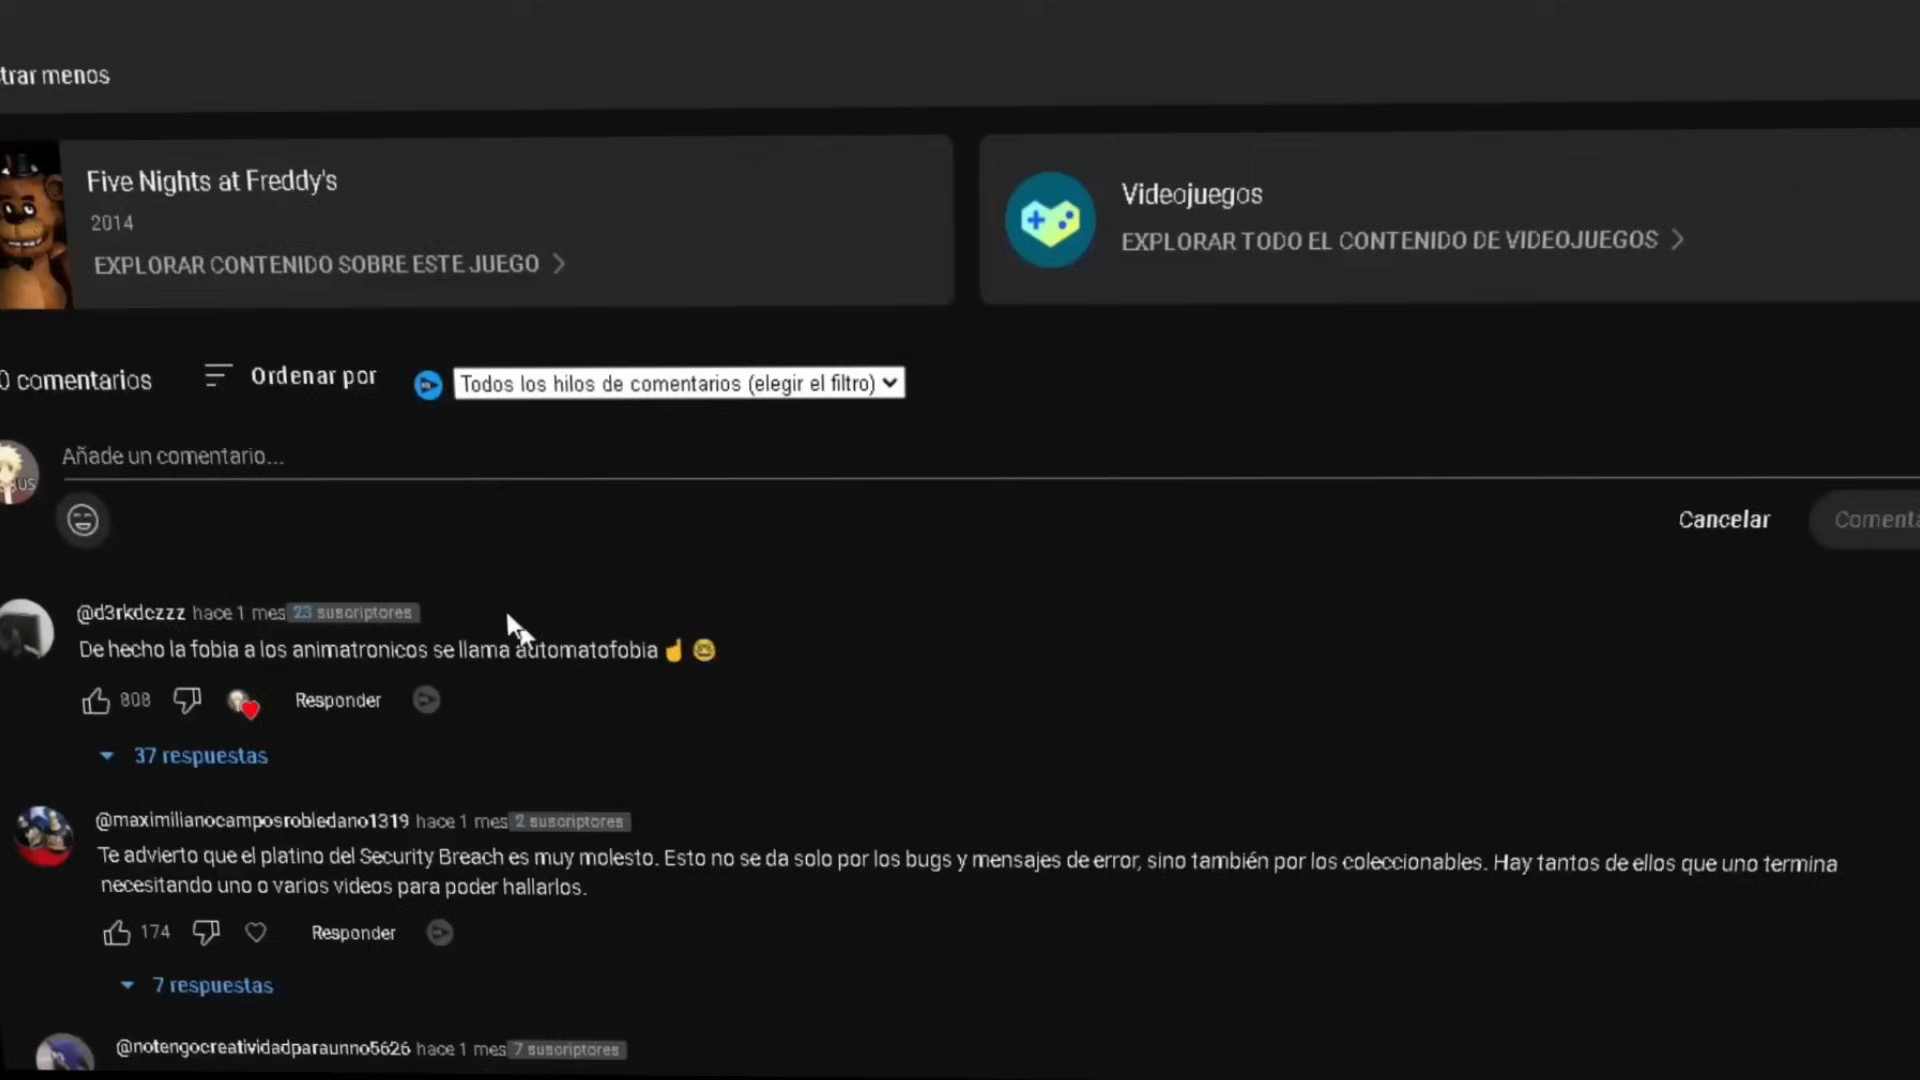 trar menos
Five Nights at Freddy's
2014
EXPLORAR CONTENIDO SOBRE ESTE JUEGO
Videojuegos
EXPLORAR TODO EL CONTENIDO DE VIDEOJUEGOS
0 comentarios
Ordenar por
Todos los hilos de comentarios (elegir el filtro)
Añade un comentario...
Cancelar
Comenta
@d3rkdczzz hace 1 mes 23 suscriptores
De hecho la fobia a los animatronicos se llama automatofobia ☝️ 🤓
808
Responder
37 respuestas
@maximilianocamposrobledano1319 hace 1 mes 2 suscriptores
Te advierto que el platino del Security Breach es muy molesto. Esto no se da solo por los bugs y mensajes de error, sino también por los coleccionables. Hay tantos de ellos que uno termina
necesitando uno o varios videos para poder hallarlos.
174
Responder
7 respuestas
@notengocreatividadparaunno5626 hace 1 mes 7 suscriptores